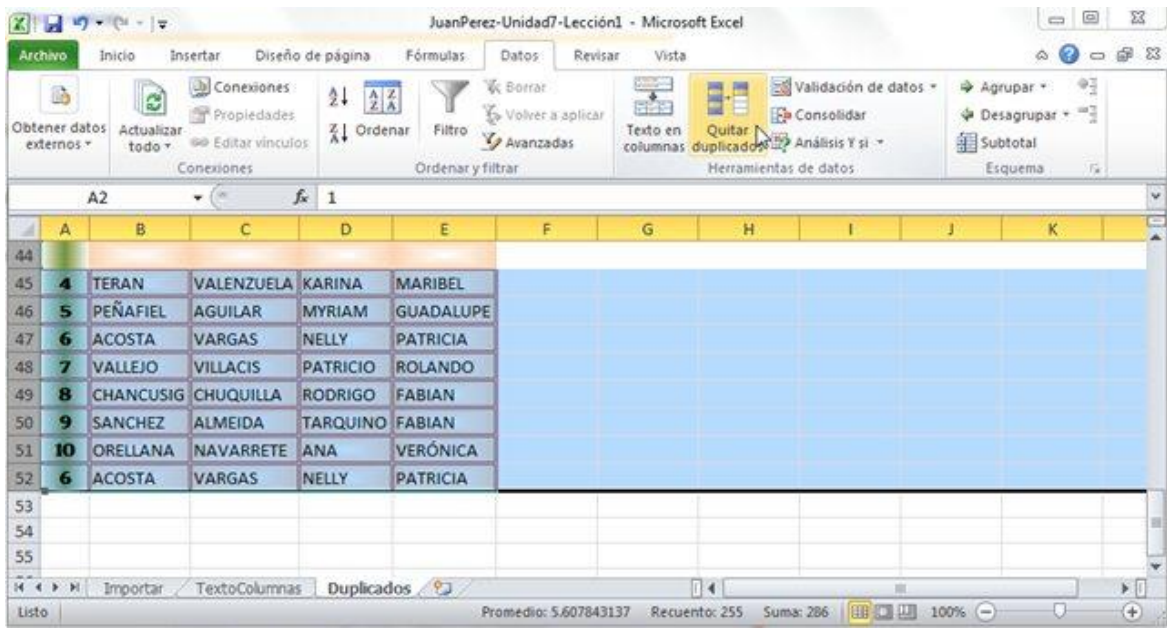 JuanPerez-Unidad7-Lección1 - Microsoft Excel
Archivo Inicio Insertar Diseño de página Fórmulas Datos Revisar Vista
Obtener datos externos
Actualizar todo
Conexiones
Propiedades
Editar vínculos
Conexiones
Ordenar
Filtro
Borrar
Volver a aplicar
Avanzadas
Ordenar y filtrar
Texto en columnas
Quitar duplicados
Validación de datos
Consolidar
Análisis Y si
Herramientas de datos
Agrupar
Desagrupar
Subtotal
Esquema
A2 fx 1
A B C D E F G H I J K
44
45 4 TERAN VALENZUELA KARINA MARIBEL
46 5 PEÑAFIEL AGUILAR MYRIAM GUADALUPE
47 6 ACOSTA VARGAS NELLY PATRICIA
48 7 VALLEJO VILLACIS PATRICIO ROLANDO
49 8 CHANCUSIG CHUQUILLA RODRIGO FABIAN
50 9 SANCHEZ ALMEIDA TARQUINO FABIAN
51 10 ORELLANA NAVARRETE ANA VERÓNICA
52 6 ACOSTA VARGAS NELLY PATRICIA
53
54
55
Importar TextoColumnas Duplicados
Listo Promedio: 5.607843137 Recuento: 255 Suma: 286 100%